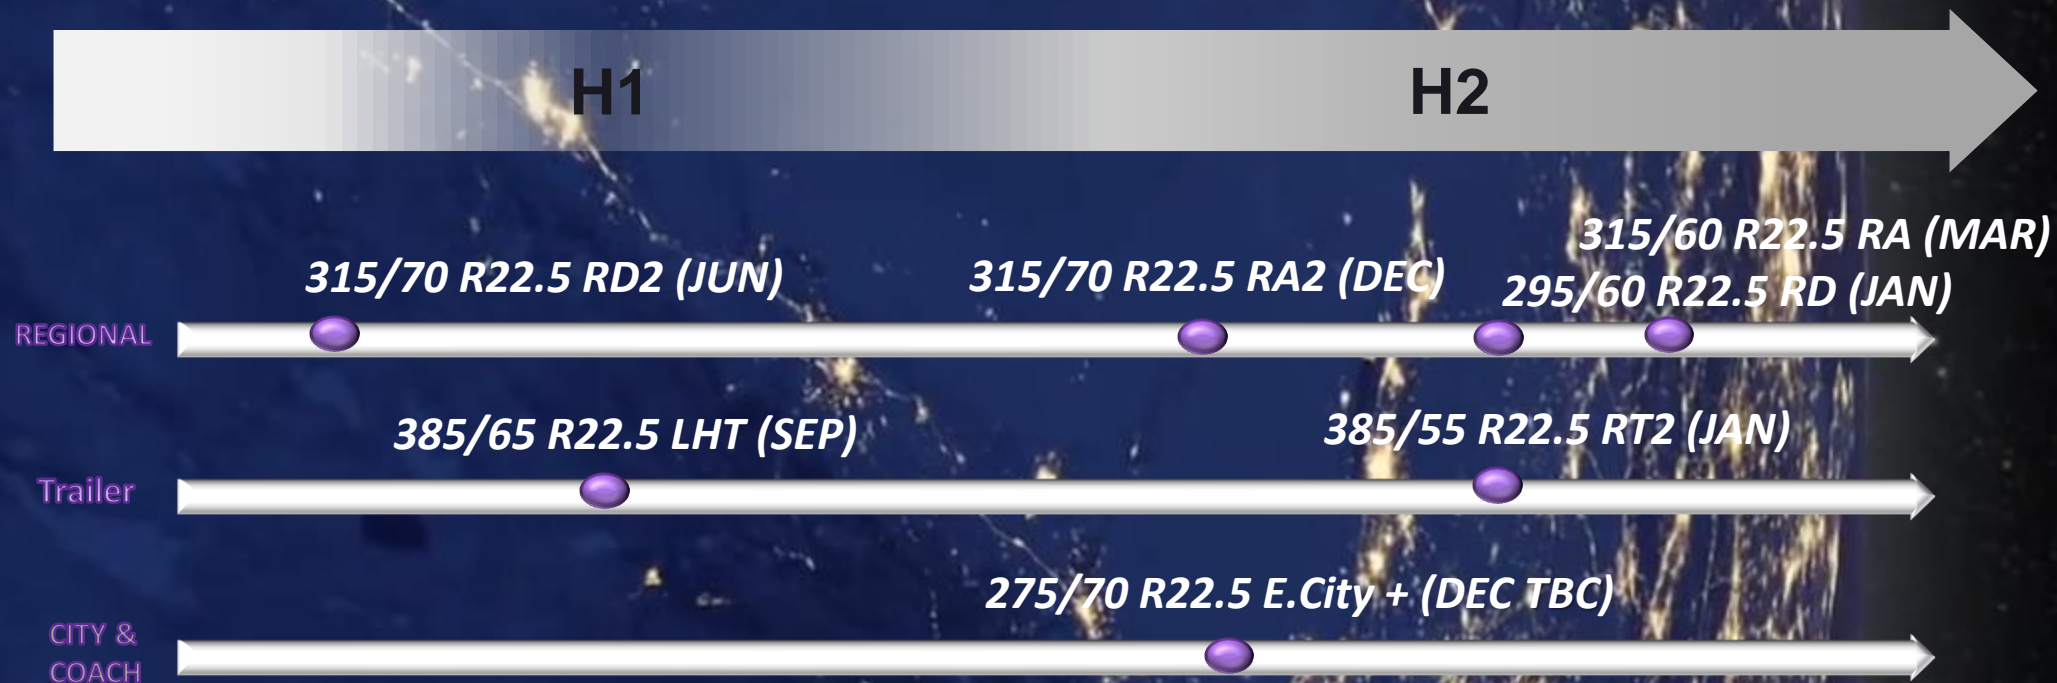 H1
H2
315/60 R22.5 RA (MAR)
315/70 R22.5 RD2 (JUN)
315/70 R22.5 RA2 (DEC)
295/60 R22.5 RD (JAN)
REGIONAL
385/65 R22.5 LHT (SEP)
385/55 R22.5 RT2 (JAN)
Trailer
275/70 R22.5 E.City + (DEC TBC)
CITY &
COACH